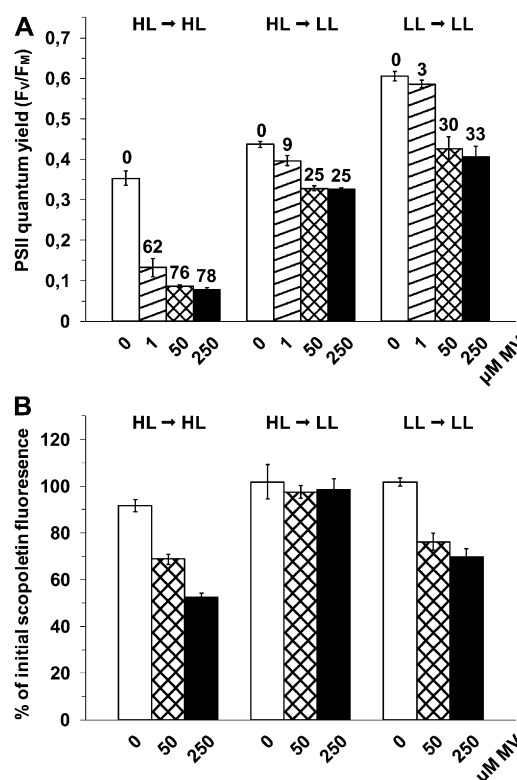 A
HL → HL HL → LL LL → LL
PSII quantum yield (FV/FM)
0,7
0,6
0,5
0,4
0,3
0,2
0,1
0
0 62 76 78
0 9 25 25
0 3 30 33
0 1 50 250 0 1 50 250 0 1 50 250 µM MV
B
HL → HL HL → LL LL → LL
% of initial scopoletin fluoresence
120
100
80
60
40
20
0
0 50 250 0 50 250 0 50 250 uM MV